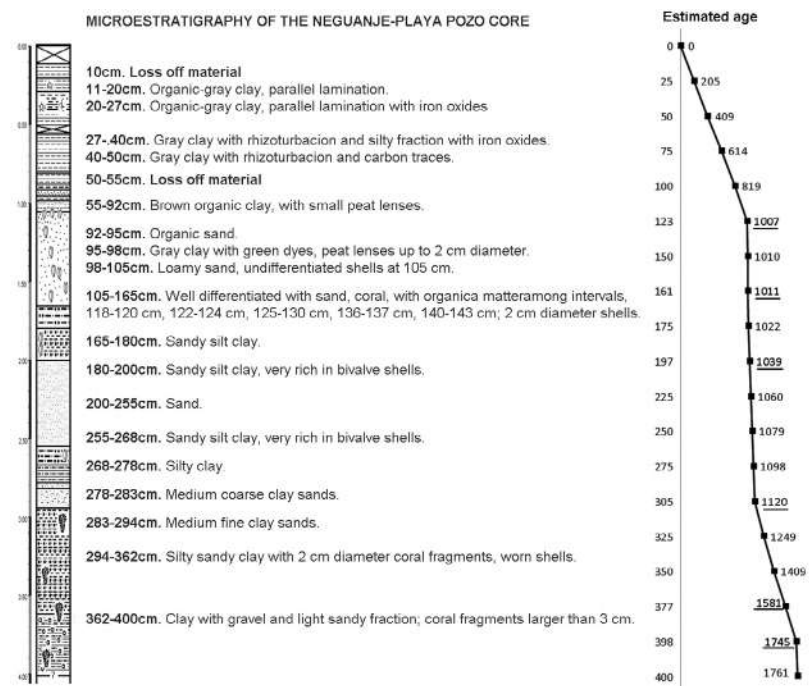 MICROESTRATIGRAPHY OF THE NEGUANJE-PLAYA POZO CORE
10cm. Loss off material
11-20cm. Organic-gray clay, parallel lamination.
20-27cm. Organic-gray clay, parallel lamination with iron oxides
27-.40cm. Gray clay with rhizoturbacion and silty fraction with iron oxides.
40-50cm. Gray clay with rhizoturbacion and carbon traces.
50-55cm. Loss off material
55-92cm. Brown organic clay, with small peat lenses.
92-95cm. Organic sand.
95-98cm. Gray clay with green dyes, peat lenses up to 2 cm diameter.
98-105cm. Loamy sand, undifferentiated shells at 105 cm.
105-165cm. Well differentiated with sand, coral, with organica matteramong intervals,
118-120 cm, 122-124 cm, 125-130 cm, 136-137 cm, 140-143 cm; 2 cm diameter shells.
165-180cm. Sandy silt clay.
180-200cm. Sandy silt clay, very rich in bivalve shells.
200-255cm. Sand.
255-268cm. Sandy silt clay, very rich in bivalve shells.
268-278cm. Silty clay.
278-283cm. Medium coarse clay sands.
283-294cm. Medium fine clay sands.
294-362cm. Silty sandy clay with 2 cm diameter coral fragments, worn shells.
362-400cm. Clay with gravel and light sandy fraction; coral fragments larger than 3 cm.
Estimated age
0 0
25 205
50 409
75 614
100 819
123 1007
150 1010
161 1011
175 1022
197 1039
225 1060
250 1079
275 1098
305 1120
325 1249
350 1409
377 1581
398 1745
400 1761